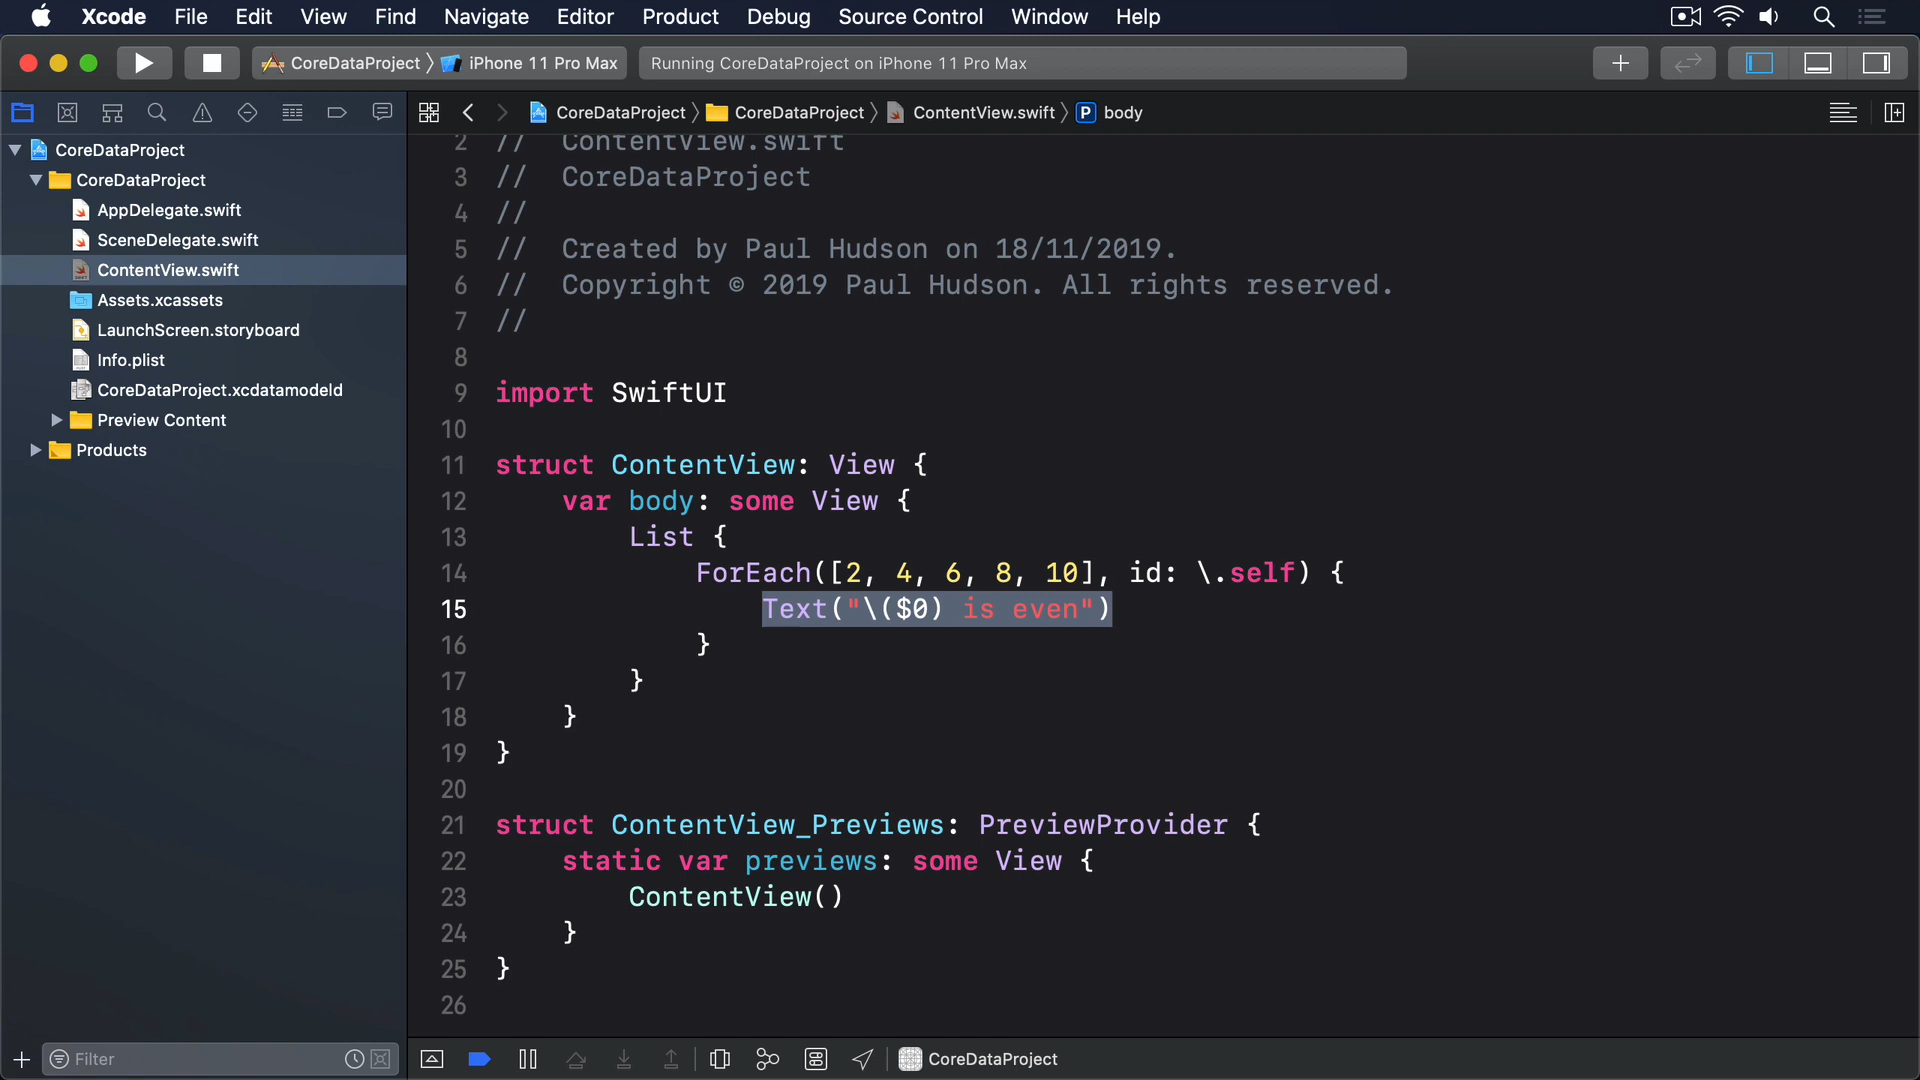 Xcode File Edit View Find Navigate Editor Product Debug Source Control Window Help
CoreDataProject iPhone 11 Pro Max Running CoreDataProject on iPhone 11 Pro Max
CoreDataProject CoreDataProject ContentView.swift P body
CoreDataProject
CoreDataProject
AppDelegate.swift
SceneDelegate.swift
ContentView.swift
Assets.xcassets
LaunchScreen.storyboard
Info.plist
CoreDataProject.xcdatamodeld
Preview Content
Products
2 // ContentView.swift
3 // CoreDataProject
4 //
5 // Created by Paul Hudson on 18/11/2019.
6 // Copyright © 2019 Paul Hudson. All rights reserved.
7 //
8
9 import SwiftUI
10
11 struct ContentView: View {
12 var body: some View {
13 List {
14 ForEach([2, 4, 6, 8, 10], id: \.self) {
15 Text("\($0) is even")
16 }
17 }
18 }
19 }
20
21 struct ContentView_Previews: PreviewProvider {
22 static var previews: some View {
23 ContentView()
24 }
25 }
26
Filter
CoreDataProject